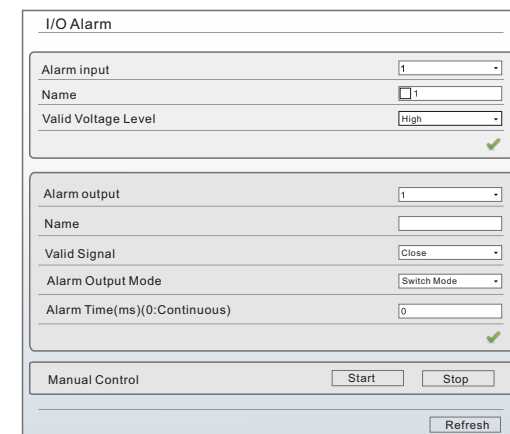 I/O Alarm
Alarm input 1
Name 1
Valid Voltage Level High
Alarm output 1
Name
Valid Signal Close
Alarm Output Mode Switch Mode
Alarm Time(ms)(0:Continuous) 0
Manual Control Start Stop
Refresh